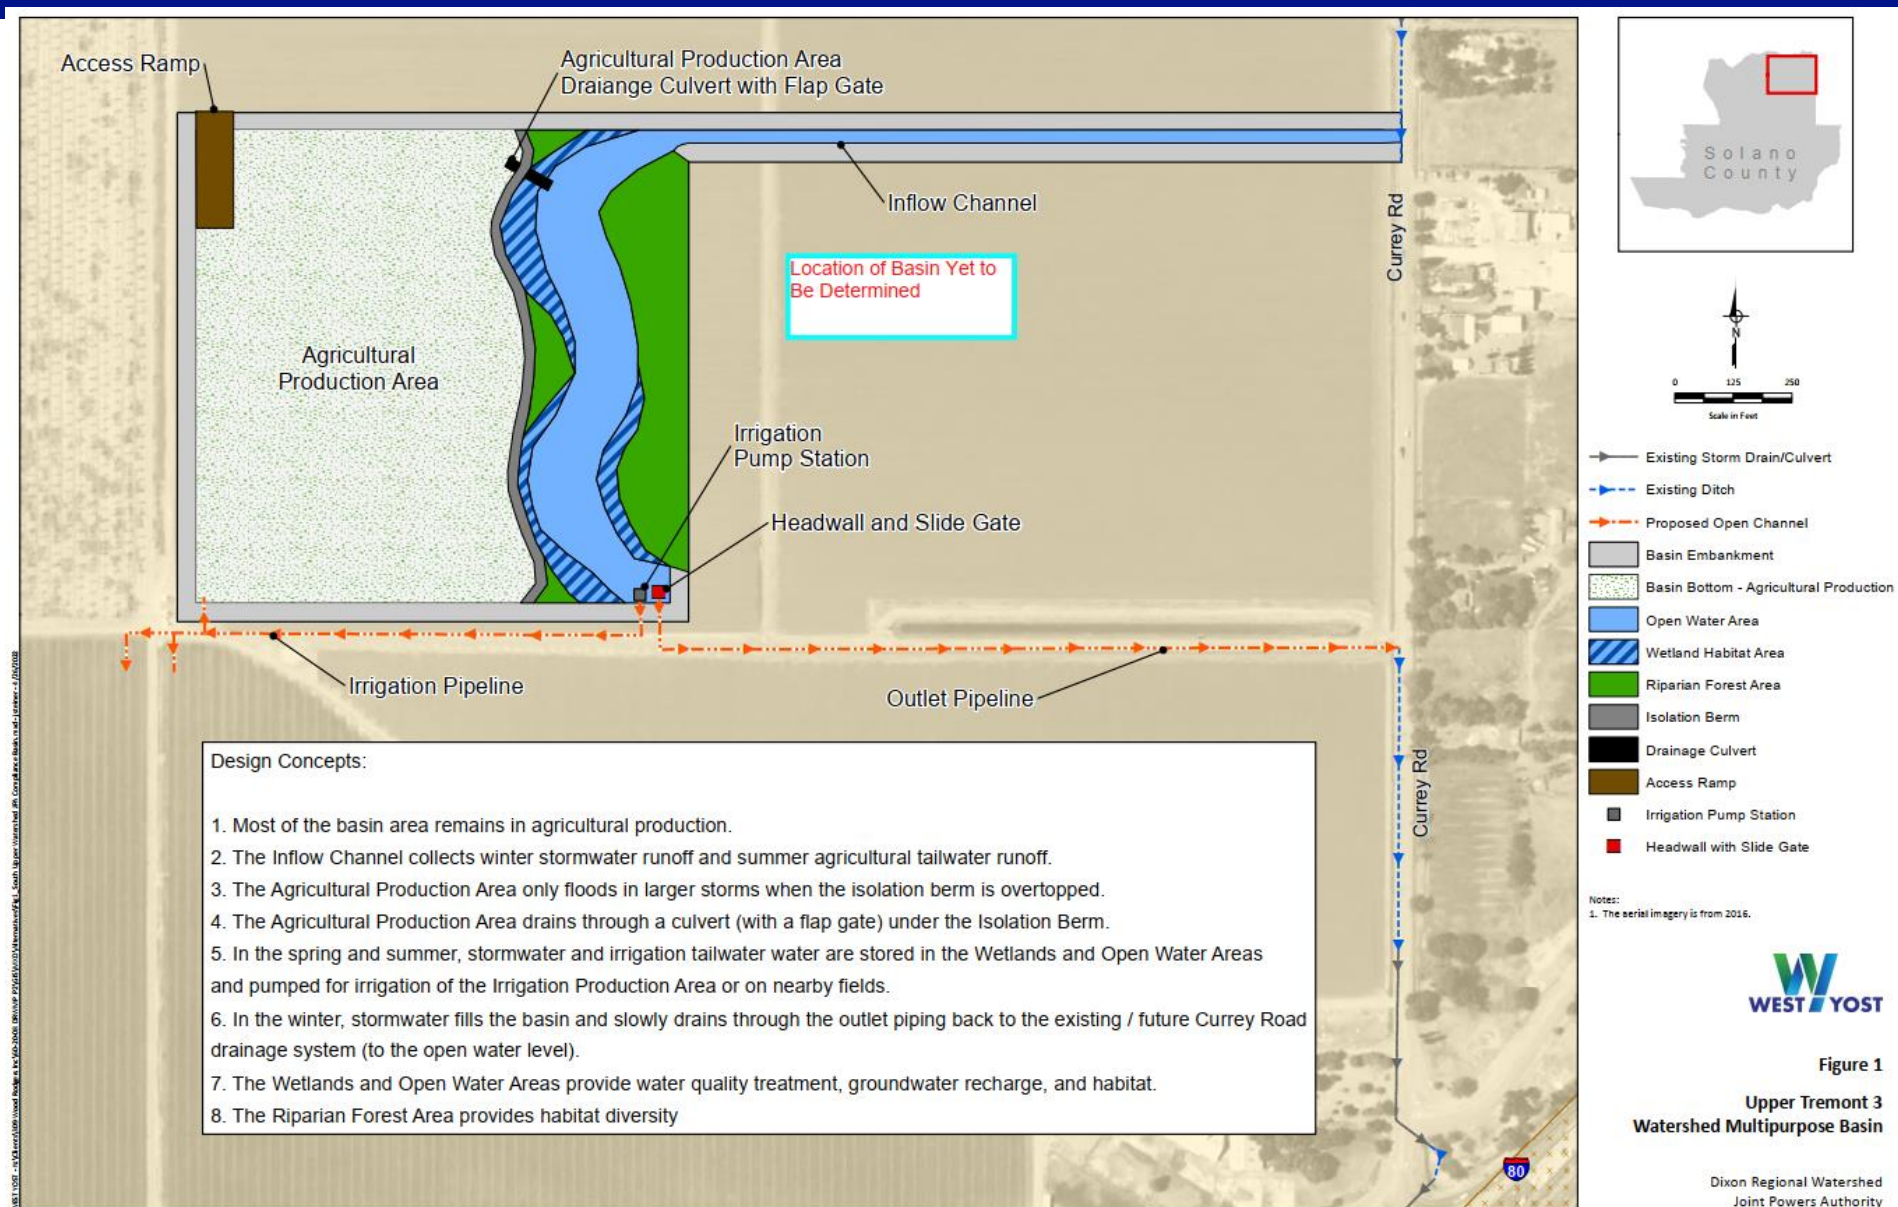 Access Ramp
Agricultural Production Area
Draiange Culvert with Flap Gate
Inflow Channel
Currey Rd
Location of Basin Yet to
Be Determined
Agricultural
Production Area
Irrigation
Pump Station
Headwall and Slide Gate
Irrigation Pipeline
Outlet Pipeline
Currey Rd
Design Concepts:
1. Most of the basin area remains in agricultural production.
2. The Inflow Channel collects winter stormwater runoff and summer agricultural tailwater runoff.
3. The Agricultural Production Area only floods in larger storms when the isolation berm is overtopped.
4. The Agricultural Production Area drains through a culvert (with a flap gate) under the Isolation Berm.
5. In the spring and summer, stormwater and irrigation tailwater water are stored in the Wetlands and Open Water Areas
and pumped for irrigation of the Irrigation Production Area or on nearby fields.
6. In the winter, stormwater fills the basin and slowly drains through the outlet piping back to the existing / future Currey Road
drainage system (to the open water level).
7. The Wetlands and Open Water Areas provide water quality treatment, groundwater recharge, and habitat.
8. The Riparian Forest Area provides habitat diversity
80
Solano
County
N
0 125 250
Scale in Feet
Existing Storm Drain/Culvert
Existing Ditch
Proposed Open Channel
Basin Embankment
Basin Bottom - Agricultural Production
Open Water Area
Wetland Habitat Area
Riparian Forest Area
Isolation Berm
Drainage Culvert
Access Ramp
Irrigation Pump Station
Headwall with Slide Gate
Notes:
1. The aerial imagery is from 2016.
WEST YOST
Figure 1
Upper Tremont 3
Watershed Multipurpose Basin
Dixon Regional Watershed
Joint Powers Authority